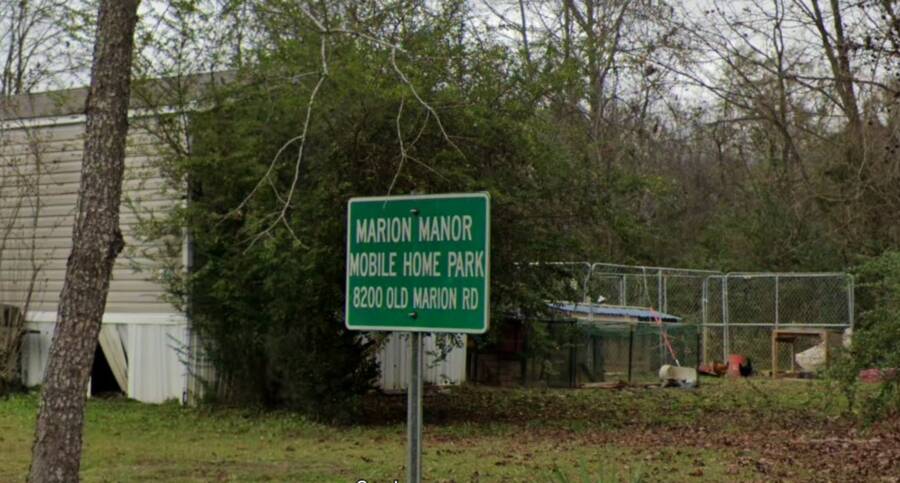 MARION MANOR
MOBILE HOME PARK
8200 OLD MARION RD